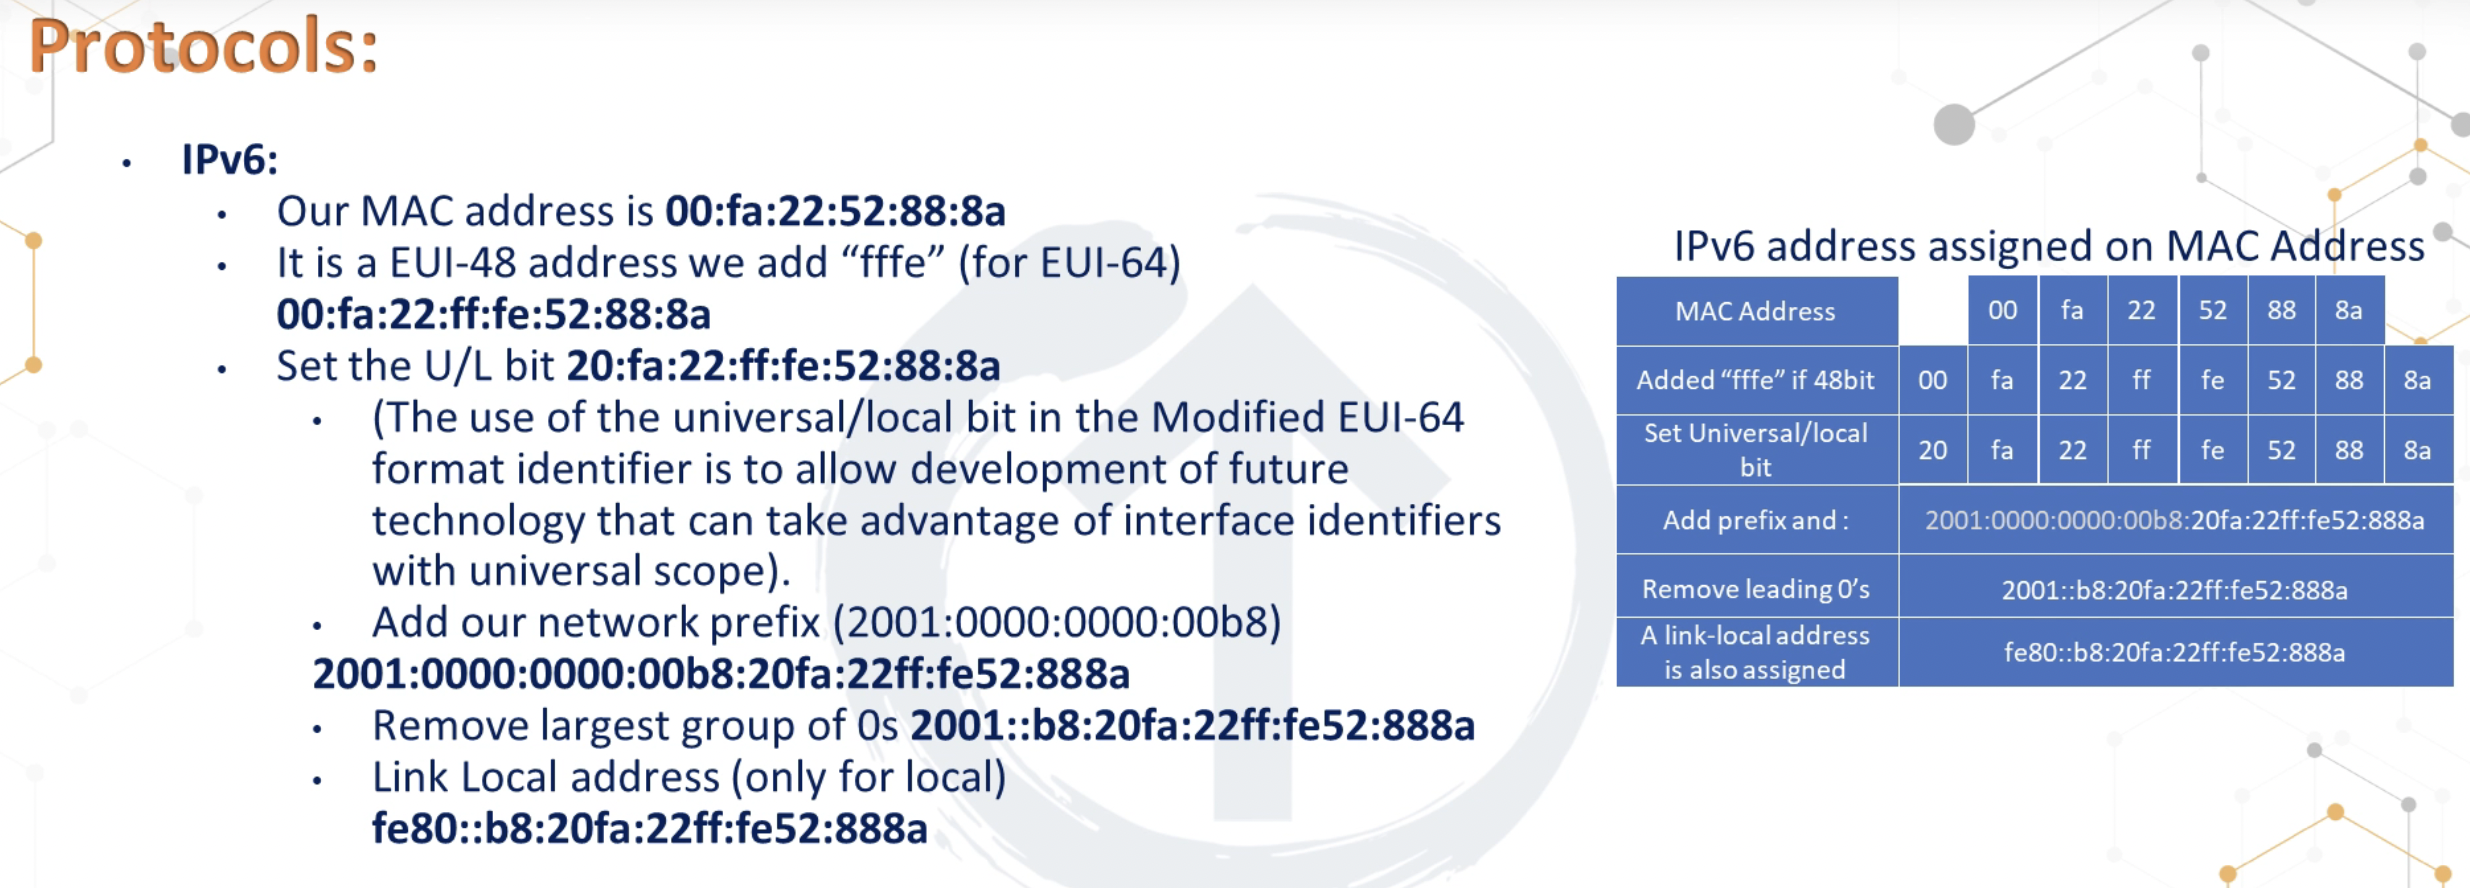 Protocols:
• IPv6:
• Our MAC address is 00:fa:22:52:88:8a
• It is a EUI-48 address we add “fffe” (for EUI-64)
00:fa:22:ff:fe:52:88:8a
• Set the U/L bit 20:fa:22:ff:fe:52:88:8a
• (The use of the universal/local bit in the Modified EUI-64
format identifier is to allow development of future
technology that can take advantage of interface identifiers
with universal scope).
• Add our network prefix (2001:0000:0000:00b8)
2001:0000:0000:00b8:20fa:22ff:fe52:888a
• Remove largest group of 0s 2001::b8:20fa:22ff:fe52:888a
• Link Local address (only for local)
fe80::b8:20fa:22ff:fe52:888a
IPv6 address assigned on MAC Address
MAC Address 00 fa 22 52 88 8a
Added “fffe” if 48bit 00 fa 22 ff fe 52 88 8a
Set Universal/local
bit 20 fa 22 ff fe 52 88 8a
Add prefix and : 2001:0000:0000:00b8:20fa:22ff:fe52:888a
Remove leading 0’s 2001::b8:20fa:22ff:fe52:888a
A link-local address
is also assigned fe80::b8:20fa:22ff:fe52:888a